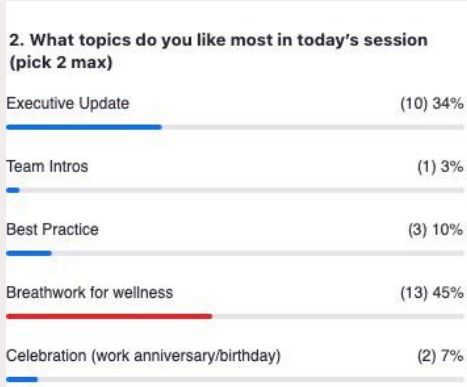 2. What topics do you like most in today's session
(pick 2 max)
Executive Update (10) 34%
Team Intros (1) 3%
Best Practice (3) 10%
Breathwork for wellness (13) 45%
Celebration (work anniversary/birthday) (2) 7%